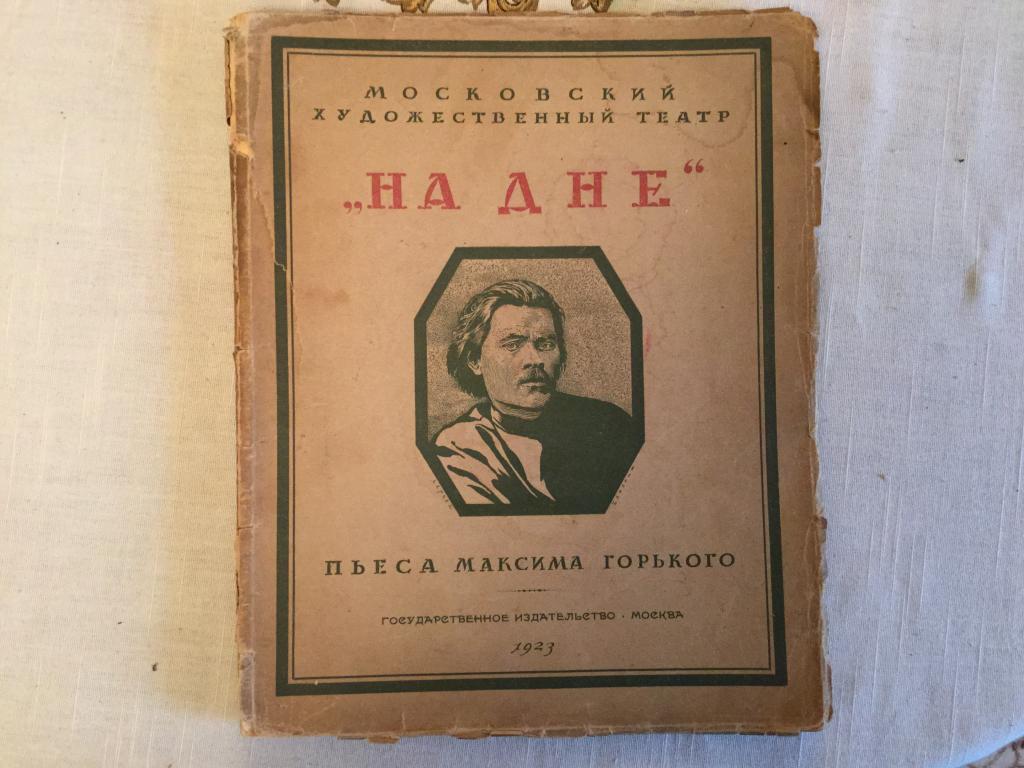 МОСКОВСКИЙ
ХУДОЖЕСТВЕННЫЙ ТЕАТР
„НА ДНЕ“
ПЬЕСА МАКСИМА ГОРЬКОГО
ГОСУДАРСТВЕННОЕ ИЗДАТЕЛЬСТВО · МОСКВА
1923